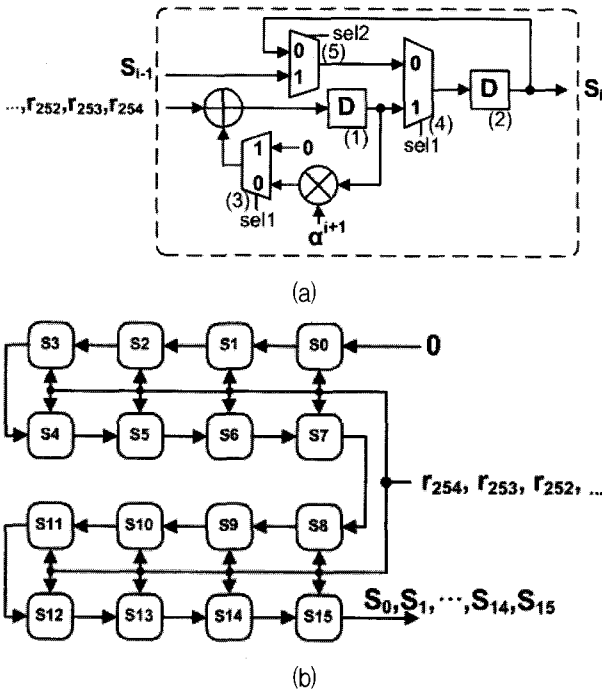 sel2
0
1
(5)
S_{i-1}
0
1
(4)
sel1
D
(2)
S_i
...,r_{252},r_{253},r_{254}
D
(1)
1
0
0
(3)
sel1
α^{i+1}
(a)
S3 S2 S1 S0 0
S4 S5 S6 S7
r_{254}, r_{253}, r_{252}, ...
S11 S10 S9 S8
S12 S13 S14 S15
S_0,S_1,...,S_{14},S_{15}
(b)